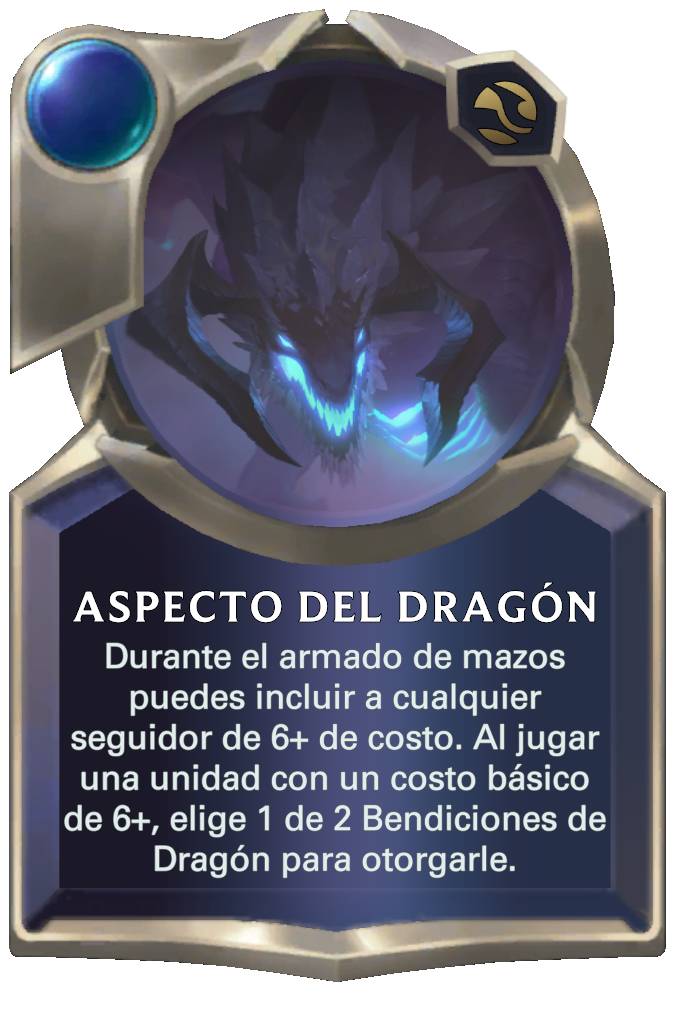 ASPECTO DEL DRAGÓN
Durante el armado de mazos
puedes incluir a cualquier
seguidor de 6+ de costo. Al jugar
una unidad con un costo básico
de 6+, elige 1 de 2 Bendiciones de
Dragón para otorgarle.